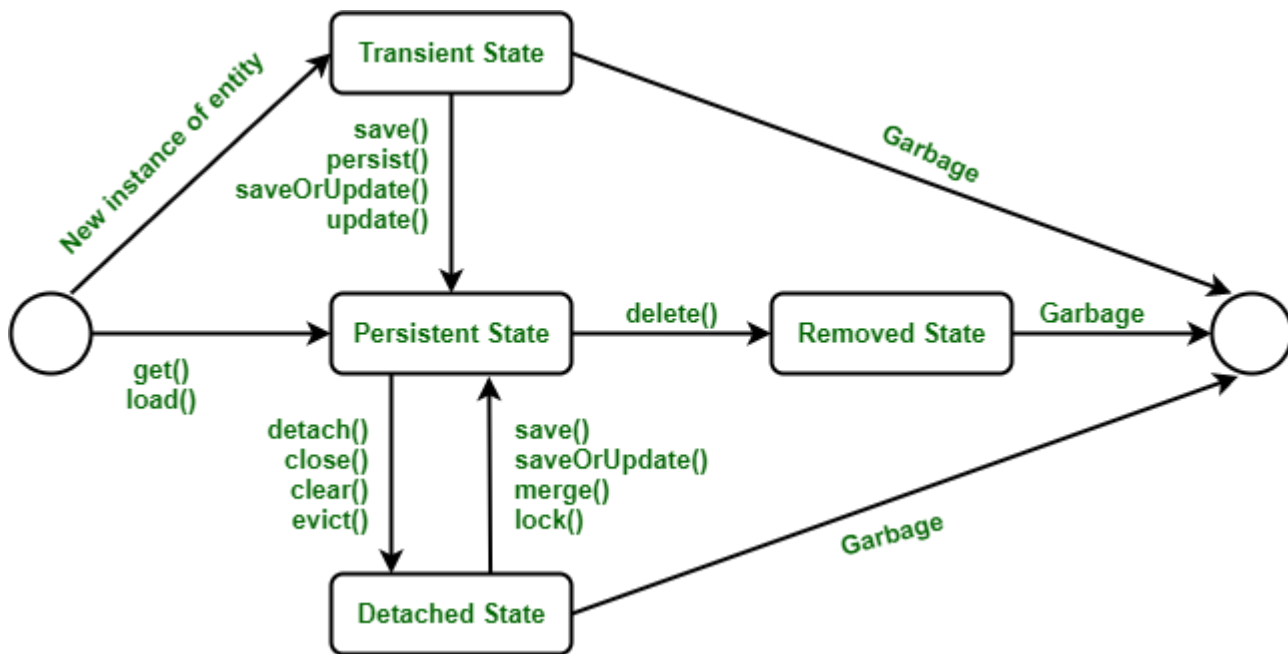 Transient State
New instance of entity
save()
persist()
saveOrUpdate()
update()
Garbage
Persistent State
delete()
Removed State
Garbage
get()
load()
detach()
close()
clear()
evict()
save()
saveOrUpdate()
merge()
lock()
Garbage
Detached State